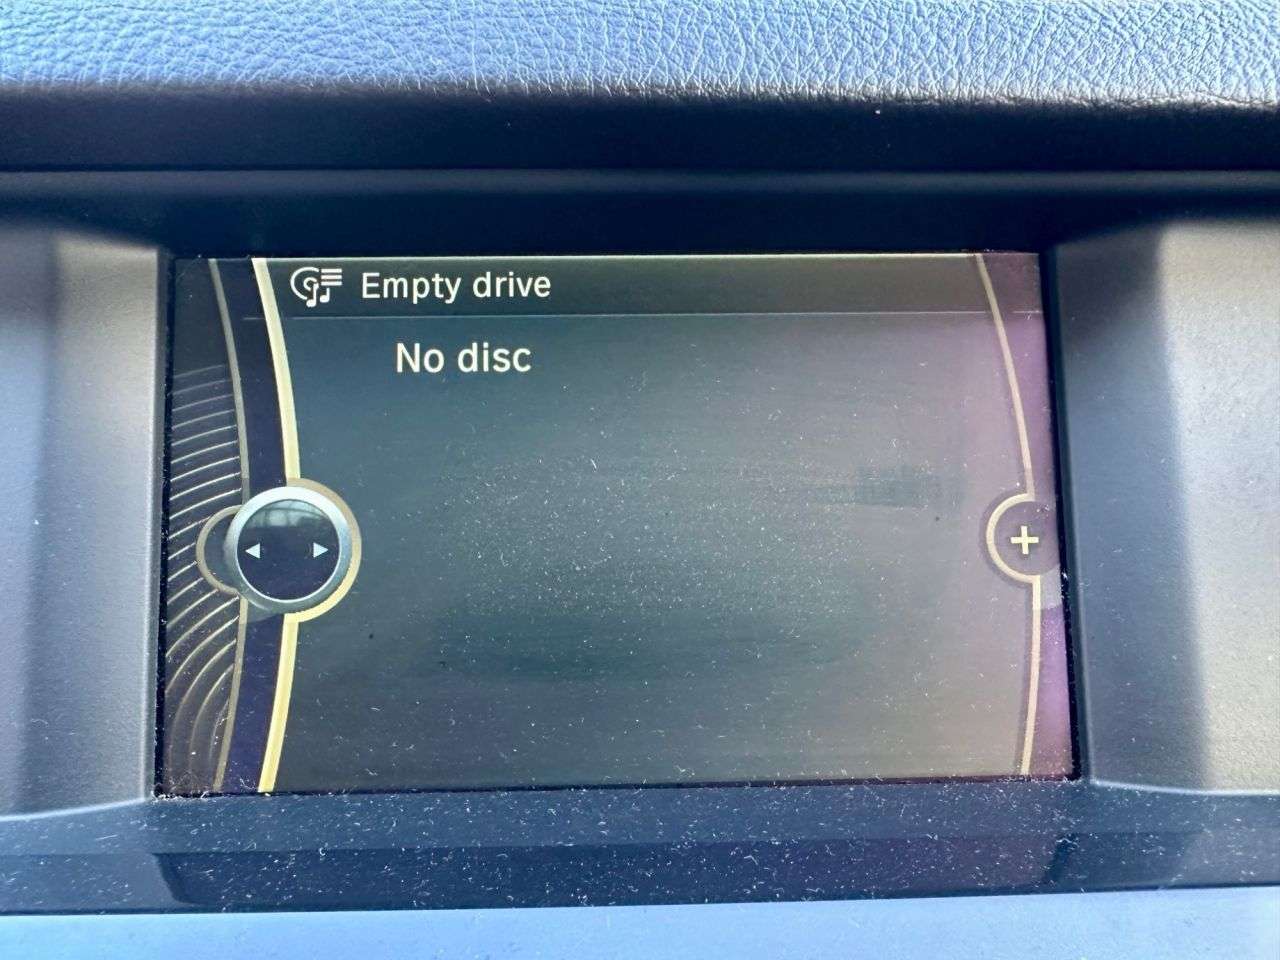 Empty drive
No disc
+